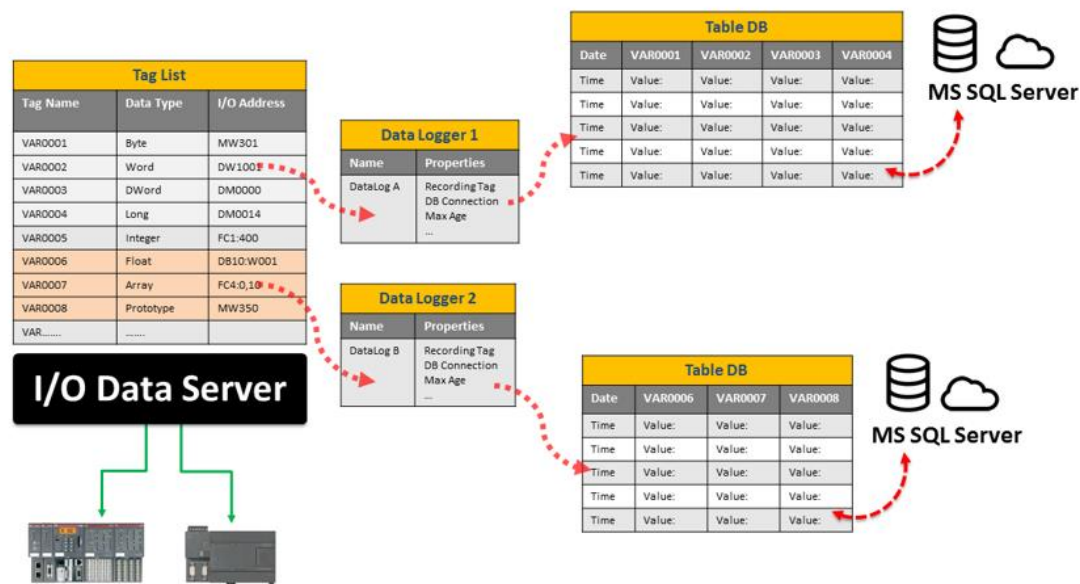 Tag List
Tag Name Data Type I/O Address
VAR0001 Byte MW301
VAR0002 Word DW1001
VAR0003 DWord DM0000
VAR0004 Long DM0014
VAR0005 Integer FC1:400
VAR0006 Float DB10:W001
VAR0007 Array FC4:0,10
VAR0008 Prototype MW350
VAR....... .......
I/O Data Server
Data Logger 1
Name Properties
DataLog A Recording Tag
DB Connection
Max Age
...
Data Logger 2
Name Properties
DataLog B Recording Tag
DB Connection
Max Age
...
Table DB
Date VAR0001 VAR0002 VAR0003 VAR0004
Time Value: Value: Value: Value:
Time Value: Value: Value: Value:
Time Value: Value: Value: Value:
Time Value: Value: Value: Value:
Time Value: Value: Value: Value:
MS SQL Server
Table DB
Date VAR0006 VAR0007 VAR0008
Time Value: Value: Value:
Time Value: Value: Value:
Time Value: Value: Value:
Time Value: Value: Value:
Time Value: Value: Value:
MS SQL Server